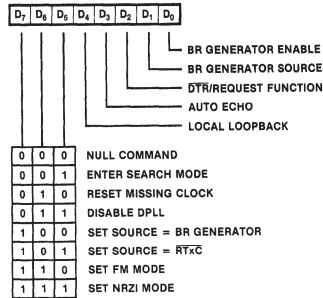 D7 D6 D5 D4 D3 D2 D1 D0
BR GENERATOR ENABLE
BR GENERATOR SOURCE
DTR/REQUEST FUNCTION
AUTO ECHO
LOCAL LOOPBACK
0 0 0 NULL COMMAND
0 0 1 ENTER SEARCH MODE
0 1 0 RESET MISSING CLOCK
0 1 1 DISABLE DPLL
1 0 0 SET SOURCE = BR GENERATOR
1 0 1 SET SOURCE = RTxC
1 1 0 SET FM MODE
1 1 1 SET NRZI MODE